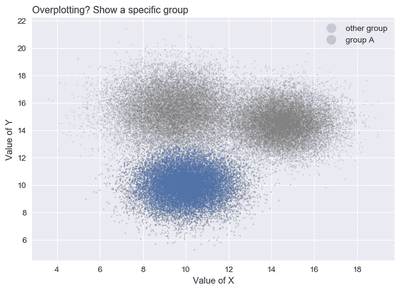 Overplotting? Show a specific group
22
20
18
16
14
12
10
8
6
Value of Y
other group
group A
4 6 8 10 12 14 16 18
Value of X